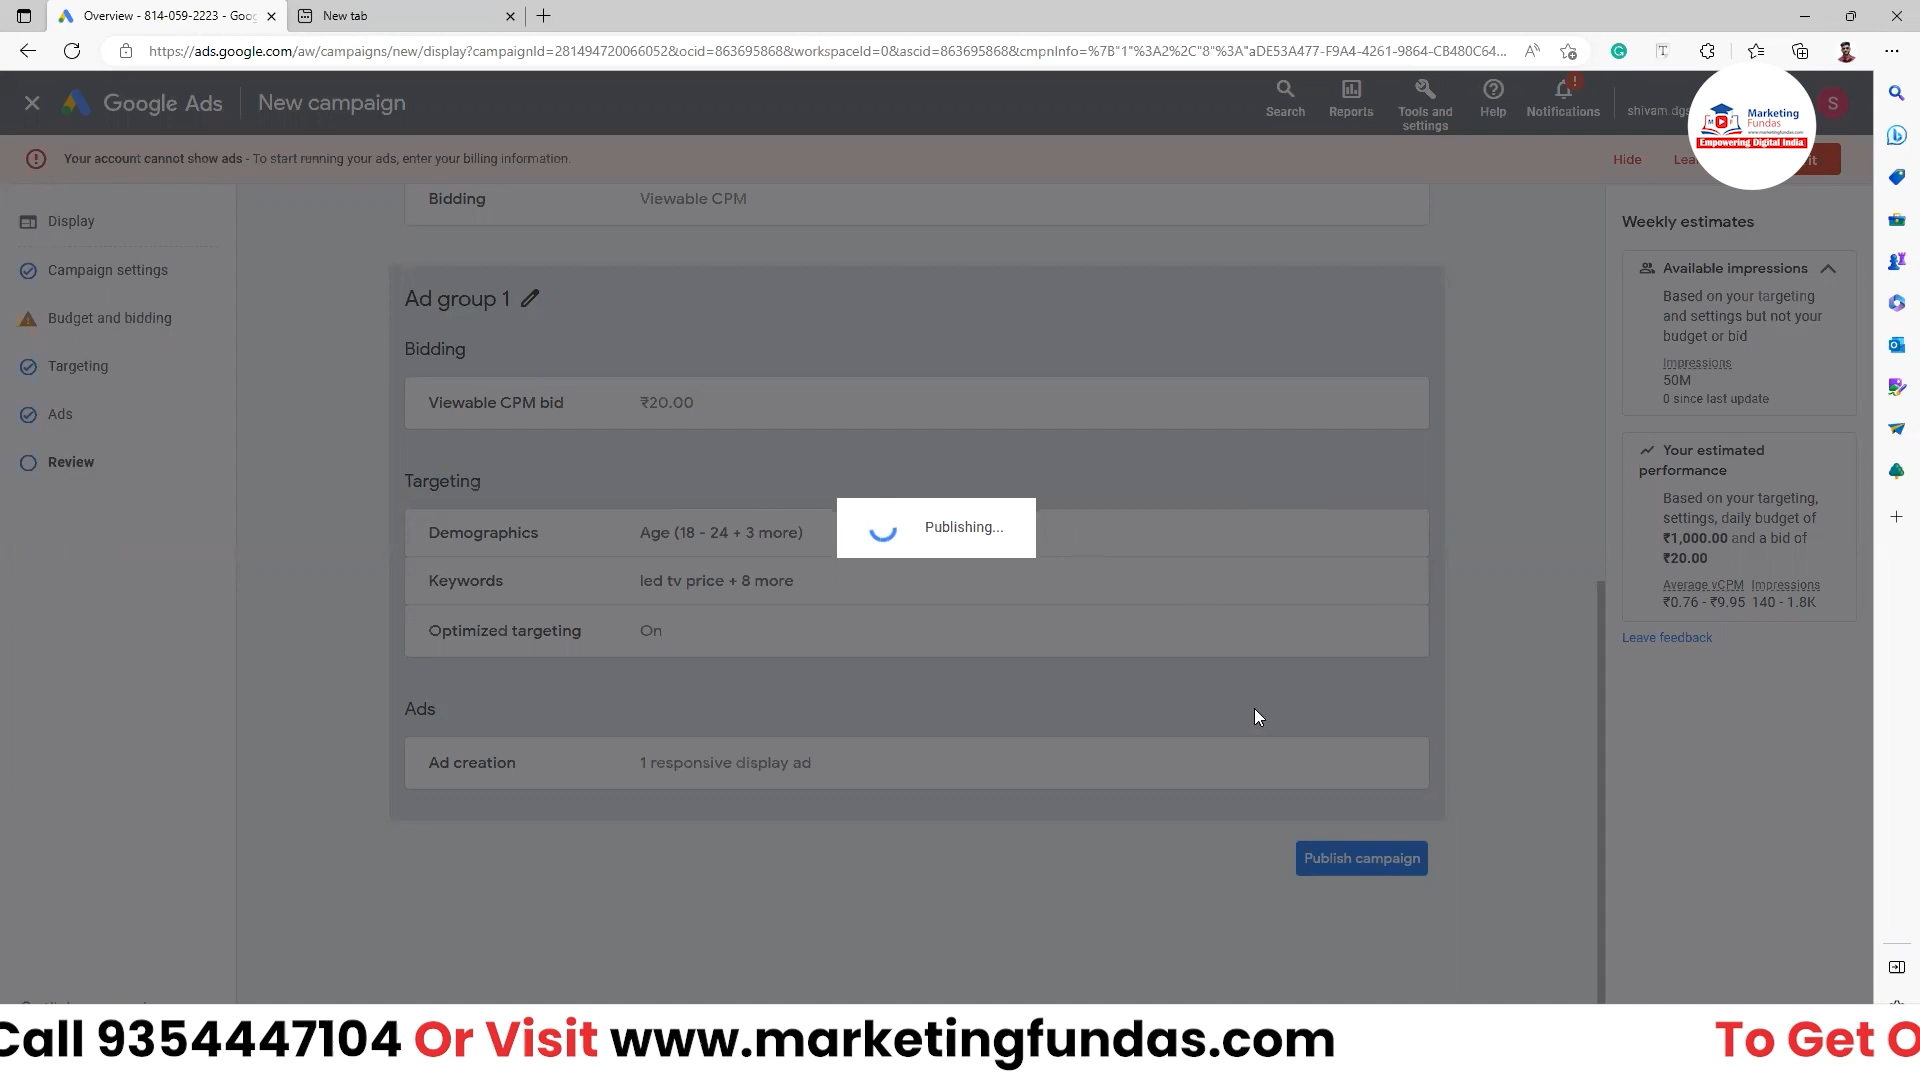 Overview - 814-059-2223 - Goo
New tab
https://ads.google.com/aw/campaigns/new/display?campaignId=28149472006605​2&ocid=863695868&workspaceId=0&ascid=863695868&cmpnInfo=%7B"1"%3A2%2C"8"%3A"aDE53A477-F9A4-4261-9864-CB480C64...
Google Ads
New campaign
Search
Reports
Tools and
settings
Help
Notifications
shivam.dgs
S
Marketing
Fundas
www.marketingfundas.com
Empowering Digital India
Your account cannot show ads - To start running your ads, enter your billing information.
Hide
Lea
it
Display
Campaign settings
Budget and bidding
Targeting
Ads
Review
Bidding
Viewable CPM
Ad group 1
Bidding
Viewable CPM bid
₹20.00
Targeting
Demographics
Age (18 - 24 + 3 more)
Keywords
led tv price + 8 more
Optimized targeting
On
Ads
Ad creation
1 responsive display ad
Publishing...
Publish campaign
Weekly estimates
Available impressions
Based on your targeting
and settings but not your
budget or bid
Impressions
50M
0 since last update
Your estimated
performance
Based on your targeting,
settings, daily budget of
₹1,000.00 and a bid of
₹20.00
Average vCPM Impressions
₹0.76 - ₹9.95 140 - 1.8K
Leave feedback
Call 9354447104 Or Visit www.marketingfundas.com
To Get O